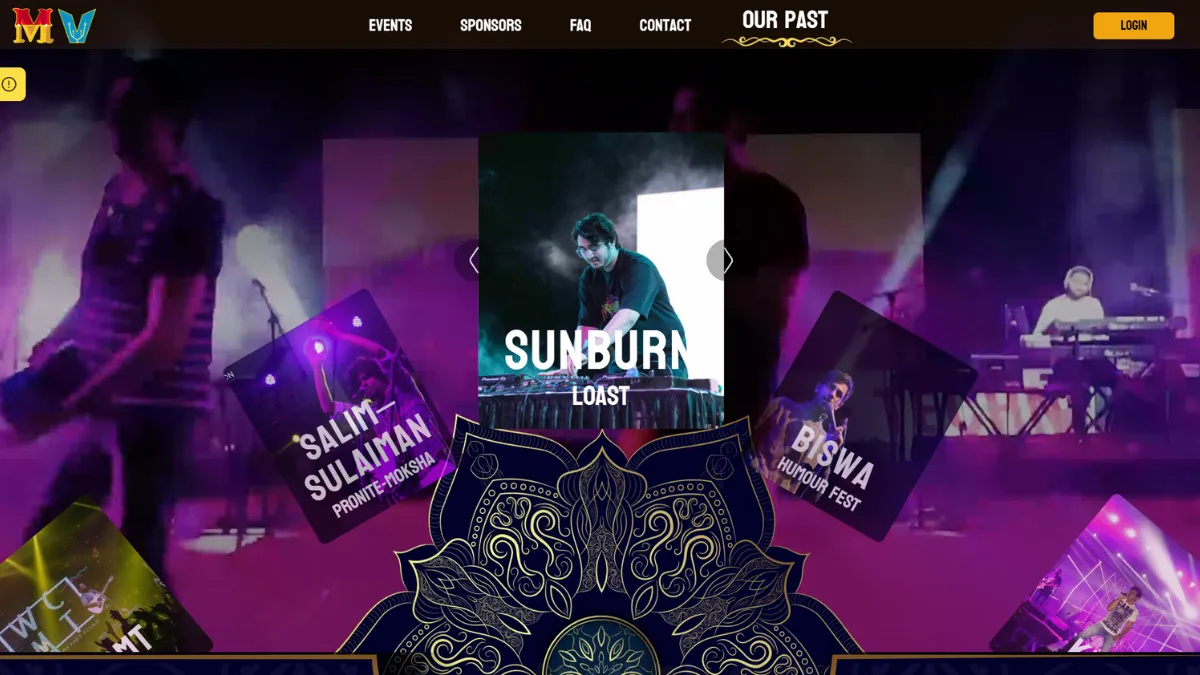 MV
EVENTS
SPONSORS
FAQ
CONTACT
OUR PAST
LOGIN
SUNBURN
LOAST
SALIM–
SULAIMAN
PRONITE-MOKSHA
BISWA
HUMOUR FEST
W C
M T
MT